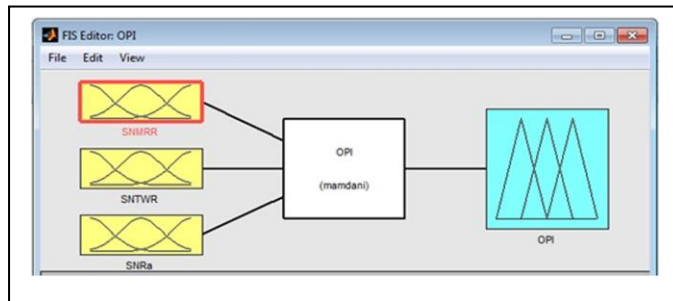 FIS Editor: OPI
File Edit View
SNMRR
SNTWR
SNRa
OPI
(mamdani)
OPI